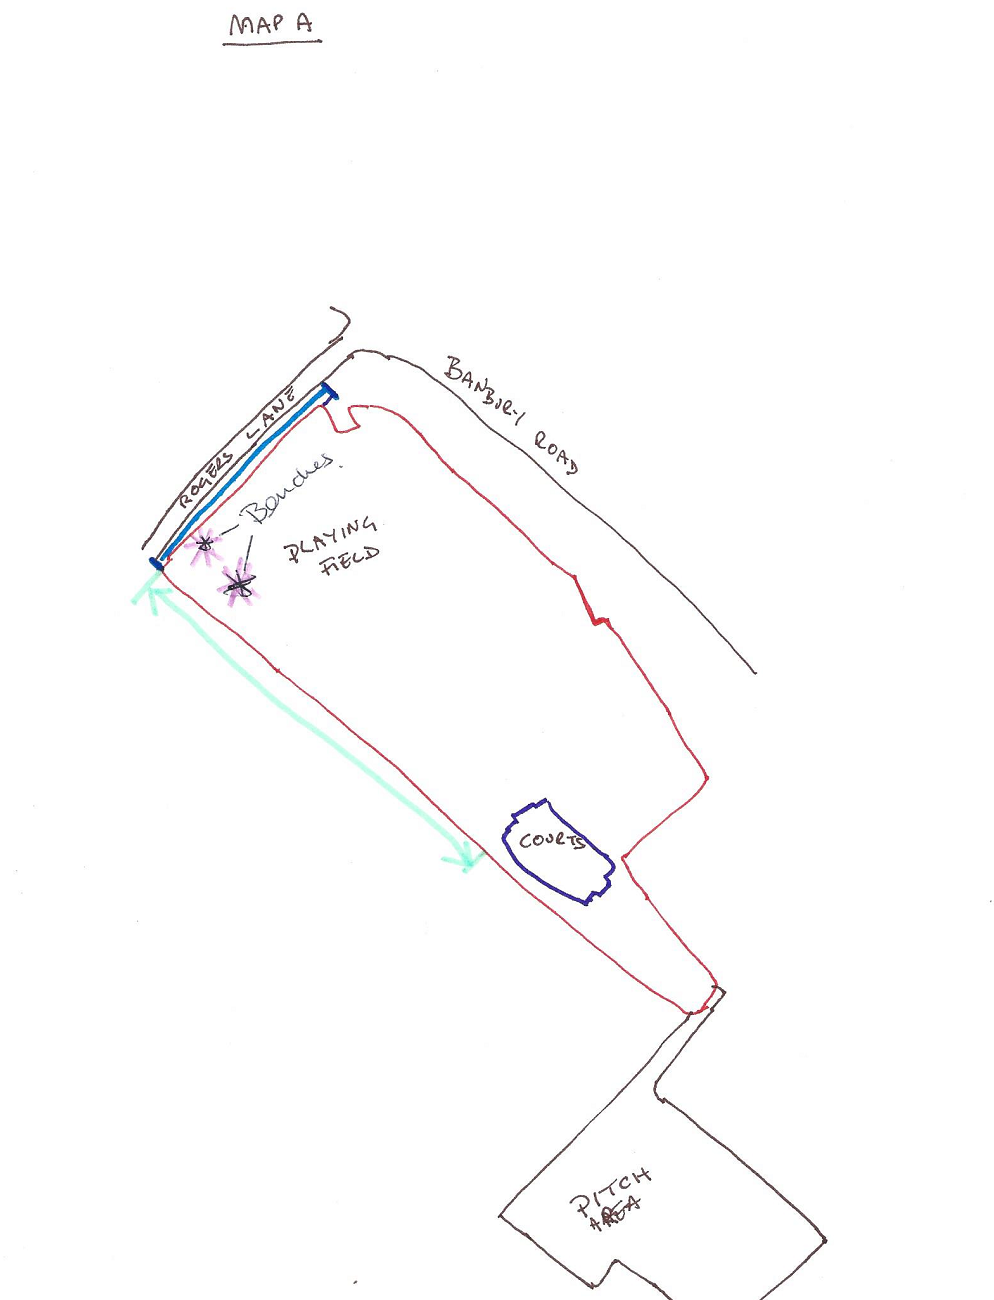 MAP A
BANBURY ROAD
ROGERS LANE
Benches.
PLAYING
FIELD
COURTS
PITCH
AREA